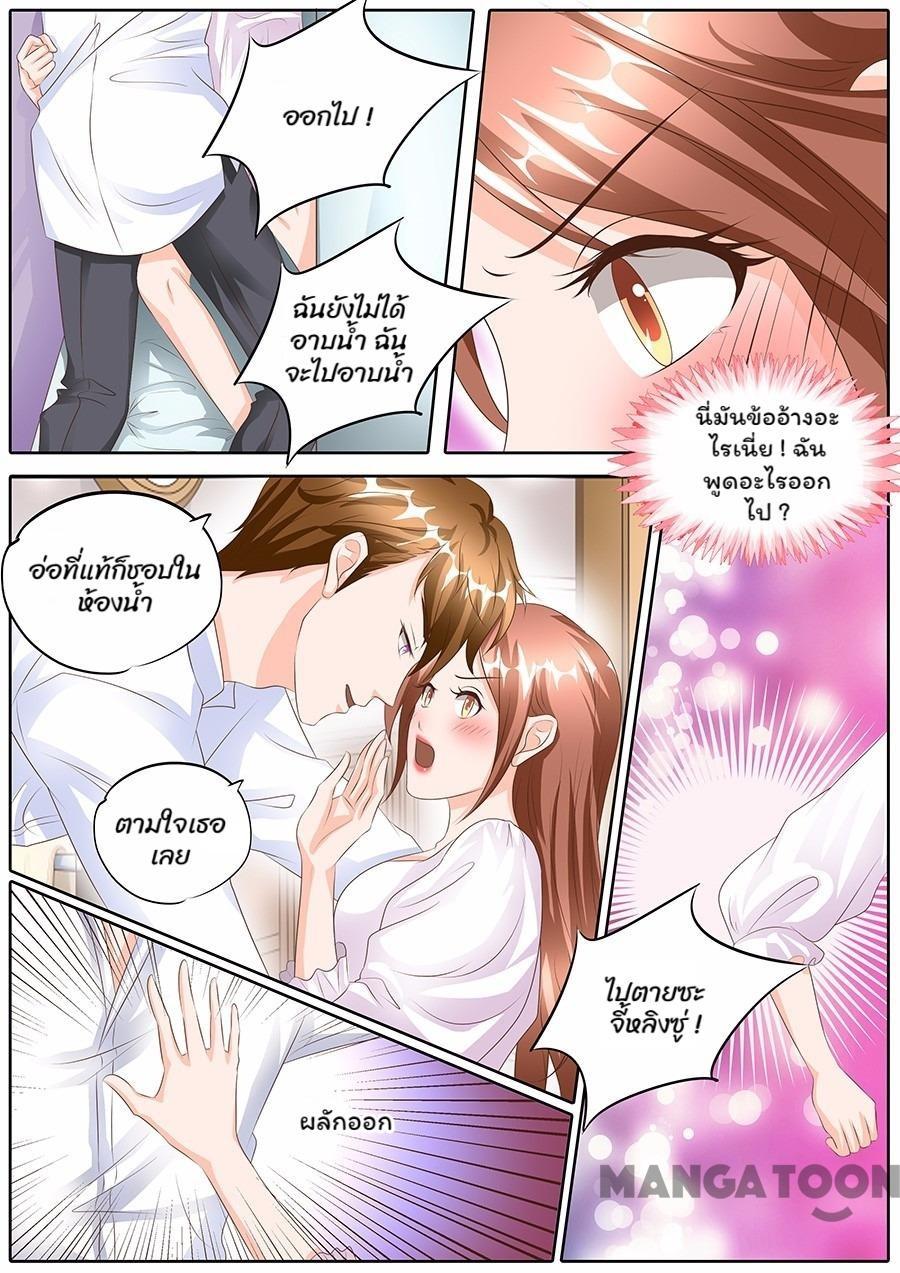 ออกไป !
ฉันยังไม่ได้
อาบน้ำ ฉัน
จะไปอาบน้ำ
นี่มันข้ออ้างอะ
ไรเนี่ย ! ฉัน
พูดอะไรออก
ไป ?
อ่อที่แท้ก็ชอบใน
ห้องน้ำ
ตามใจเธอ
เลย
ไปตายซะ
จี้หลิงซู่ !
ผลักออก
MANGATOON